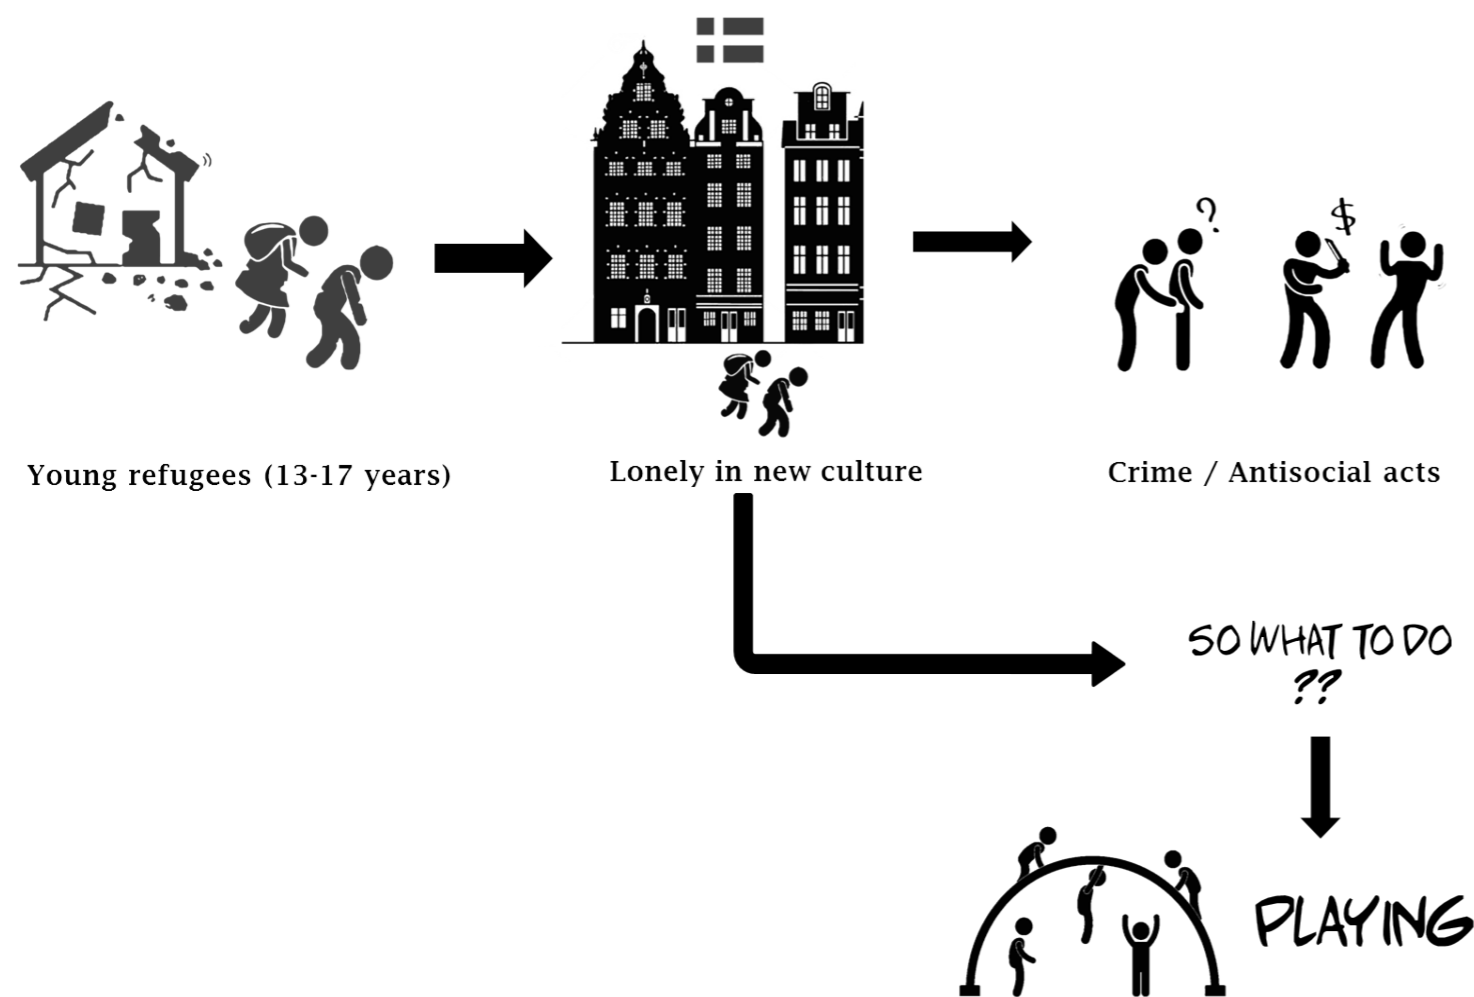 ?
$
Young refugees (13-17 years)
Lonely in new culture
Crime / Antisocial acts
SO WHAT TO DO
??
PLAYING